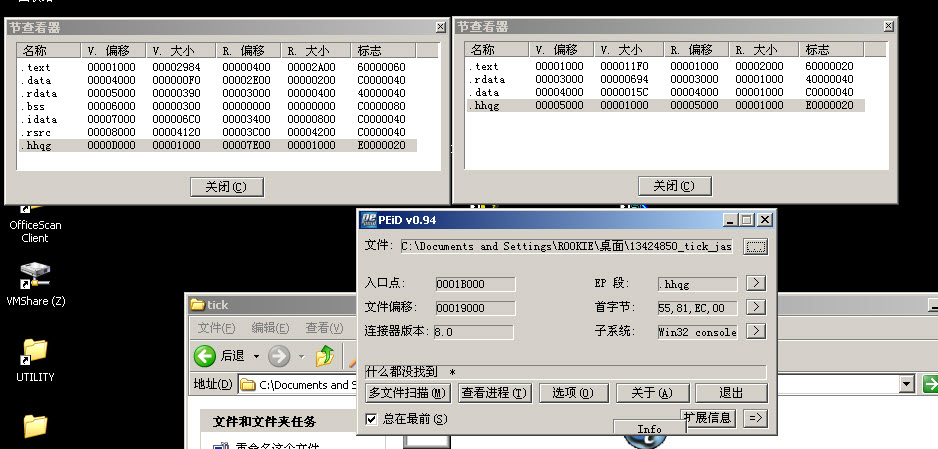 节查看器
名称 V. 偏移 V. 大小 R. 偏移 R. 大小 标志
.text 00001000 00002984 00000400 00002A00 60000060
.data 00004000 000000F0 00002E00 00000200 C0000040
.rdata 00005000 00000390 00003000 00000400 40000040
.bss 00006000 00000300 00000000 00000000 C0000080
.idata 00007000 000006C0 00003400 00000800 C0000040
.rsrc 00008000 00004120 00003C00 00004200 C0000040
.hhqg 0000D000 00001000 00007E00 00001000 E0000020
关闭(C)
节查看器
名称 V. 偏移 V. 大小 R. 偏移 R. 大小 标志
.text 00001000 000011F0 00001000 00002000 60000020
.rdata 00003000 00000694 00003000 00001000 40000040
.data 00004000 0000015C 00004000 00001000 C0000040
.hhqg 00005000 00001000 00005000 00001000 E0000020
关闭(C)
OfficeScan
Client
VMShare (Z)
UTILITY
PEiD v0.94
文件: C:\Documents and Settings\ROOKIE\桌面\13424850_tick_jas ...
入口点: 0001B000 EP 段: .hhqg >
文件偏移: 00019000 首字节: 55,81,EC,00 >
连接器版本: 8.0 子系统: Win32 console >
什么都没找到 *
多文件扫描(M) 查看进程(T) 选项(O) 关于(A) 退出
总在最前(S) 扩展信息 =>
Info
tick
文件(F) 编辑(E) 查看(V)
后退
地址(D) C:\Documents and S
文件和文件夹任务
重命名这个文件